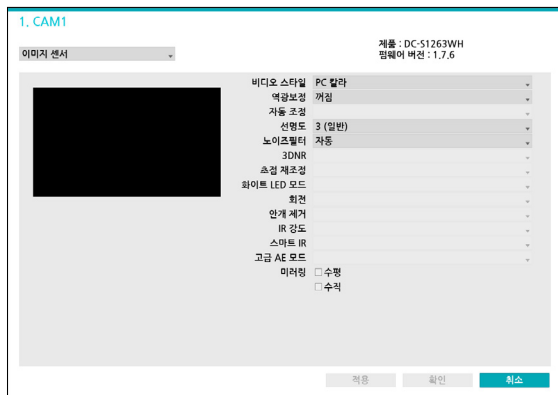 1. CAM1
이미지 센서
제품 : DC-S1263WH
펌웨어 버전 : 1.7.6
비디오 스타일 PC 칼라
역광보정 꺼짐
자동 조정
선명도 3 (일반)
노이즈필터 자동
3DNR
초점 재조정
화이트 LED 모드
회전
안개 제거
IR 강도
스마트 IR
고급 AE 모드
미러링 수평
수직
적용 확인 취소